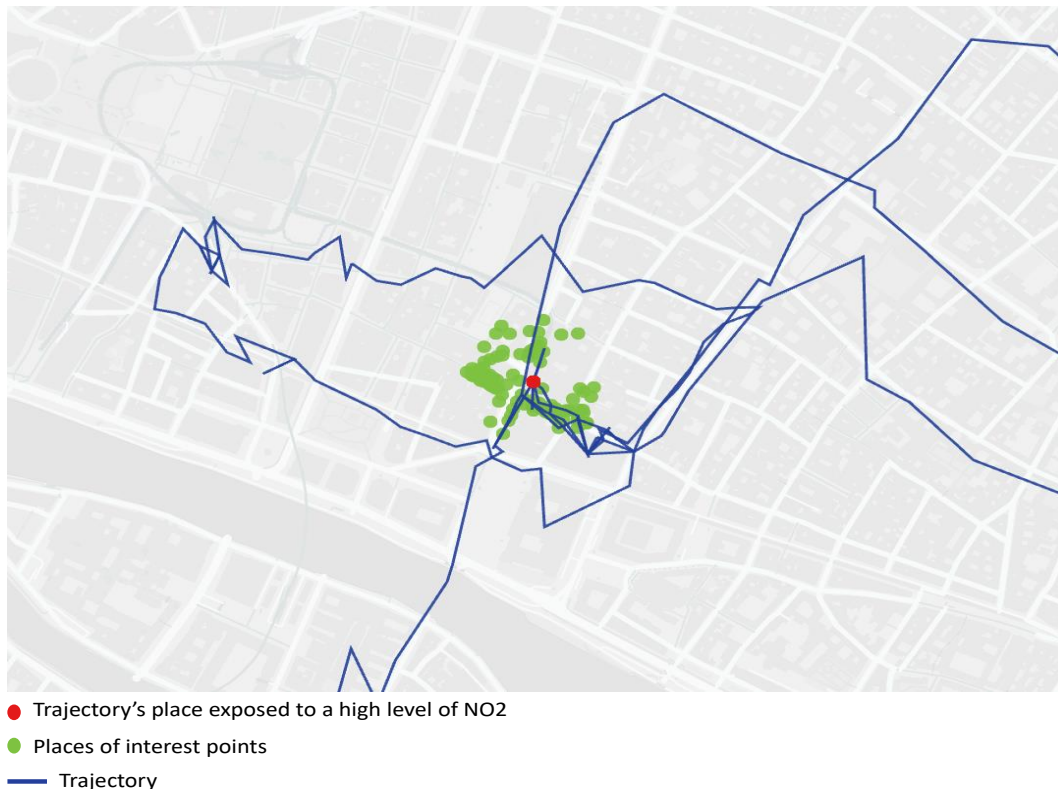 Trajectory's place exposed to a high level of NO2
Places of interest points
Trajectory